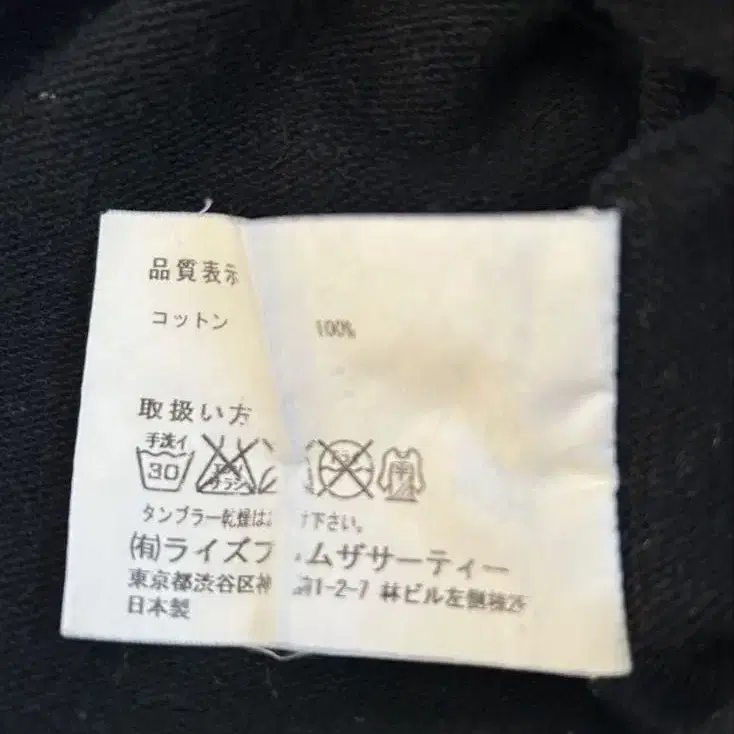 品質表示
コットン 100%
取扱い方
手洗イ
30
タンブラー乾燥は 下さい。
(有)ライズフ ムザサーティー
東京都渋谷区神 1-2-7 林ビル左側棟2F
日本製